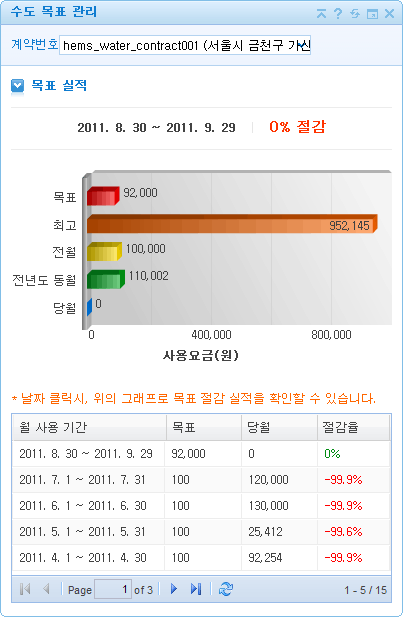 수도 목표 관리
계약번호 hems_water_contract001 (서울시 금천구 가산
목표 실적
2011. 8. 30 ~ 2011. 9. 29 | 0% 절감
목표 92,000
최고 952,145
전월 100,000
전년도 동월 110,002
당월 0
0 400,000 800,000
사용요금(원)
* 날짜 클릭시, 위의 그래프로 목표 절감 실적을 확인할 수 있습니다.
월 사용 기간 목표 당월 절감율
2011. 8. 30 ~ 2011. 9. 29 92,000 0 0%
2011. 7. 1 ~ 2011. 7. 31 100 120,000 -99.9%
2011. 6. 1 ~ 2011. 6. 30 100 130,000 -99.9%
2011. 5. 1 ~ 2011. 5. 31 100 25,412 -99.6%
2011. 4. 1 ~ 2011. 4. 30 100 92,254 -99.9%
Page 1 of 3 1 - 5 / 15